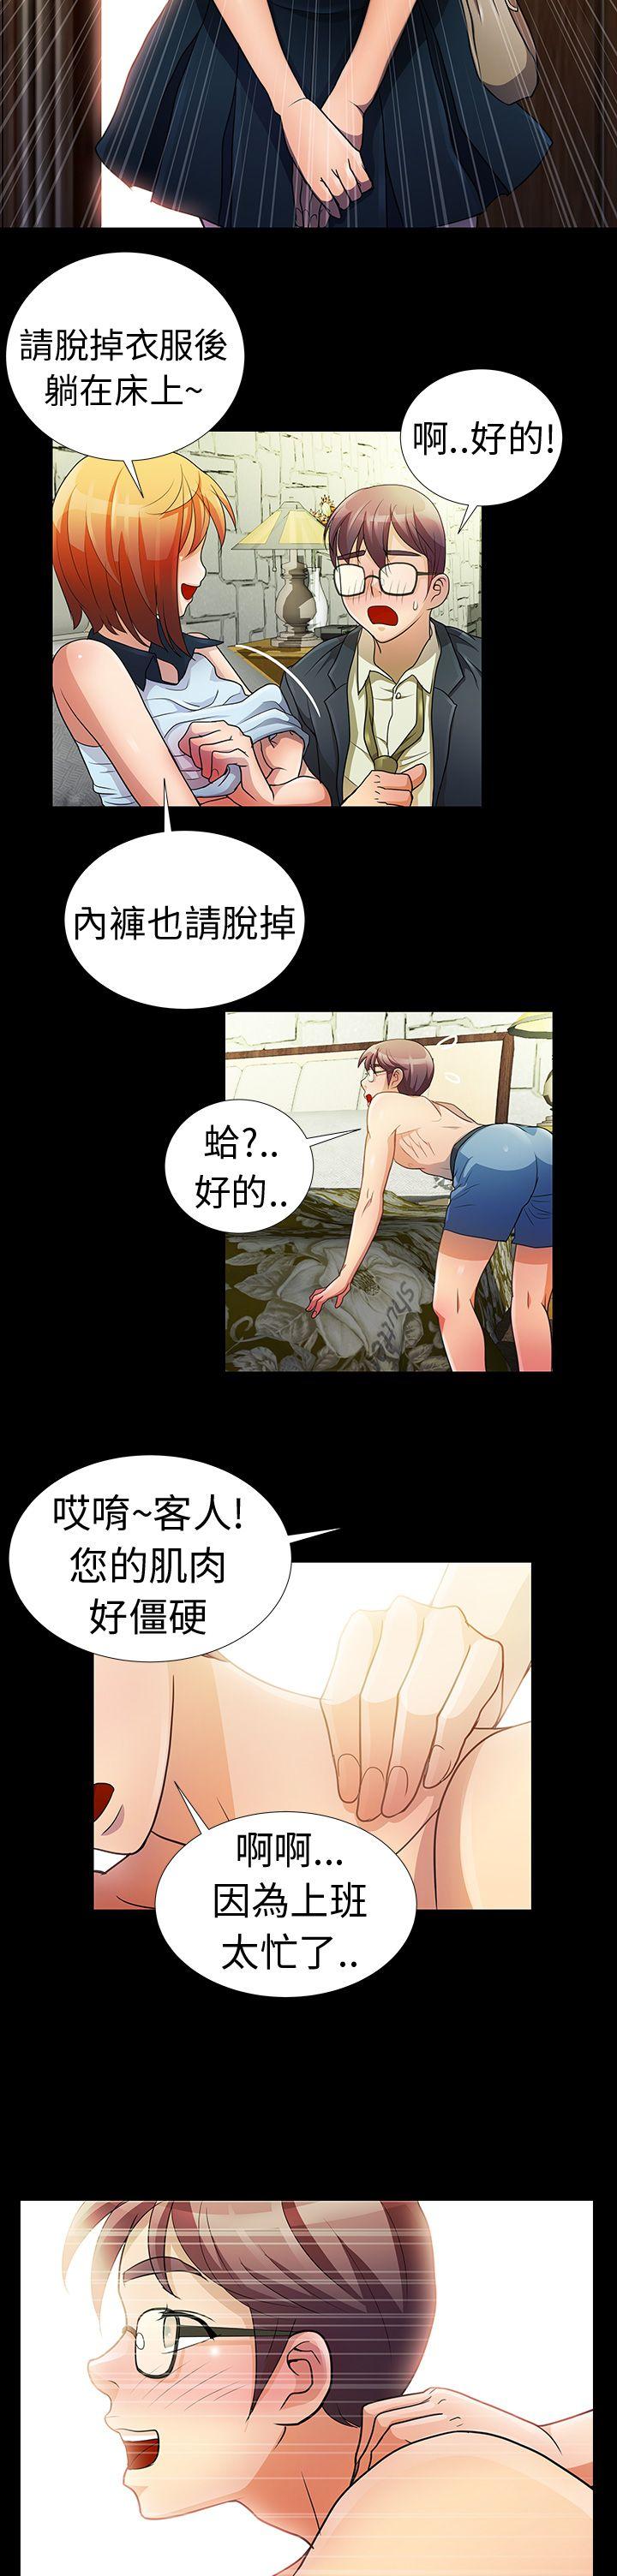 請脫掉衣服後
躺在床上~
啊..好的!
內褲也請脫掉
蛤?..
好的..
哎唷~客人!
您的肌肉
好僵硬
啊啊...
因為上班
太忙了..